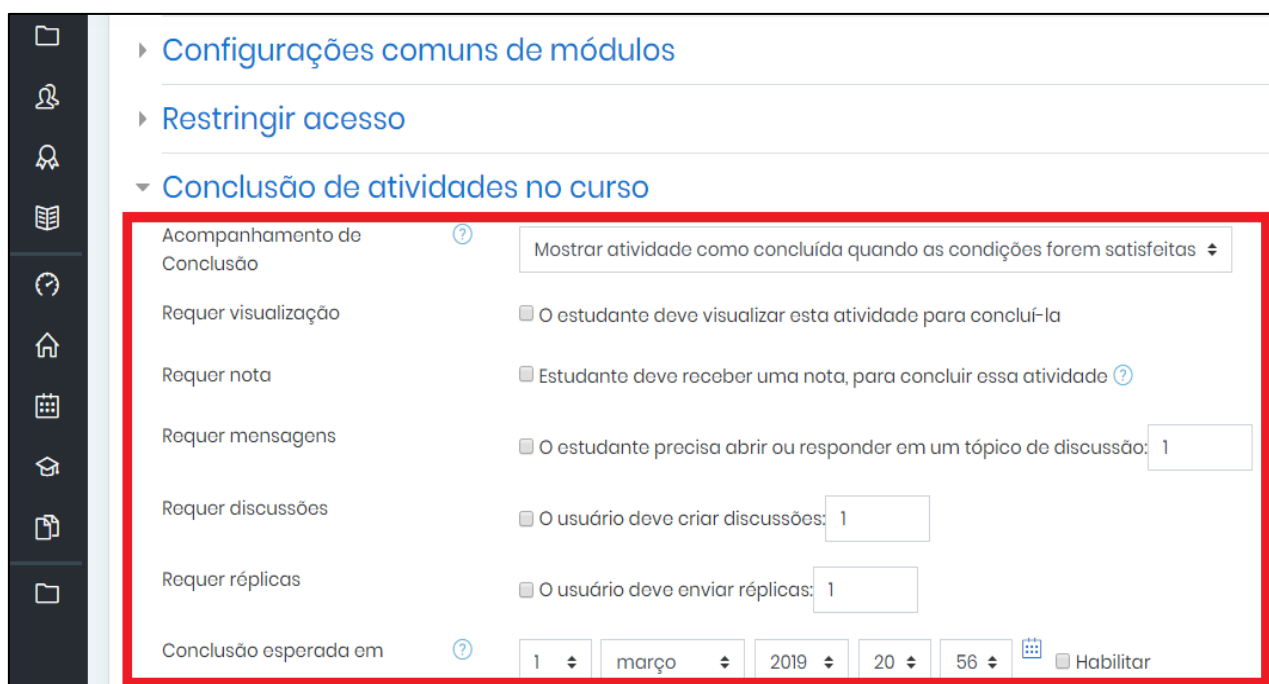 Configurações comuns de módulos
Restringir acesso
Conclusão de atividades no curso
Acompanhamento de
Conclusão
Mostrar atividade como concluída quando as condições forem satisfeitas
Requer visualização
O estudante deve visualizar esta atividade para concluí-la
Requer nota
Estudante deve receber uma nota, para concluir essa atividade
Requer mensagens
O estudante precisa abrir ou responder em um tópico de discussão: 1
Requer discussões
O usuário deve criar discussões: 1
Requer réplicas
O usuário deve enviar réplicas: 1
Conclusão esperada em
1 março 2019 20 56 Habilitar